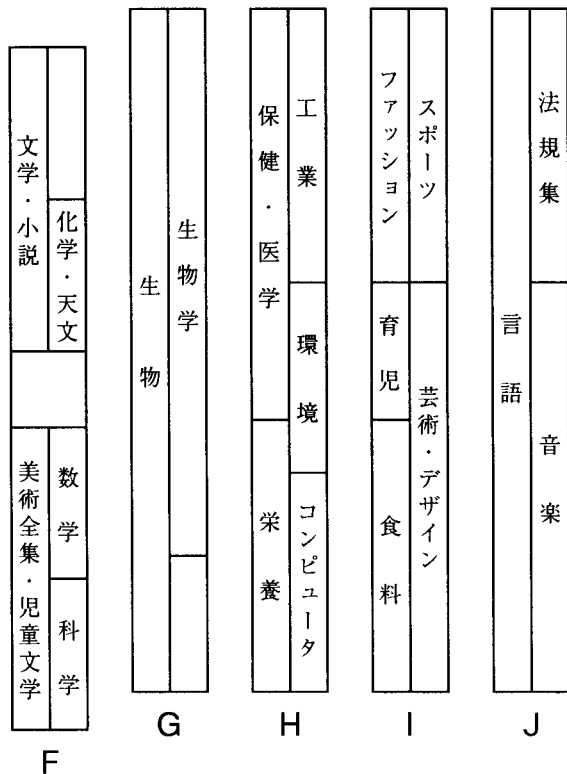 文学・小説
化学・天文
美術全集・児童文学
数学
科学
F
生物
生物学
G
保健・医学
工業
環境
栄養
コンピュータ
H
ファッション
スポーツ
育児
芸術・デザイン
食料
I
言語
法規集
音楽
J